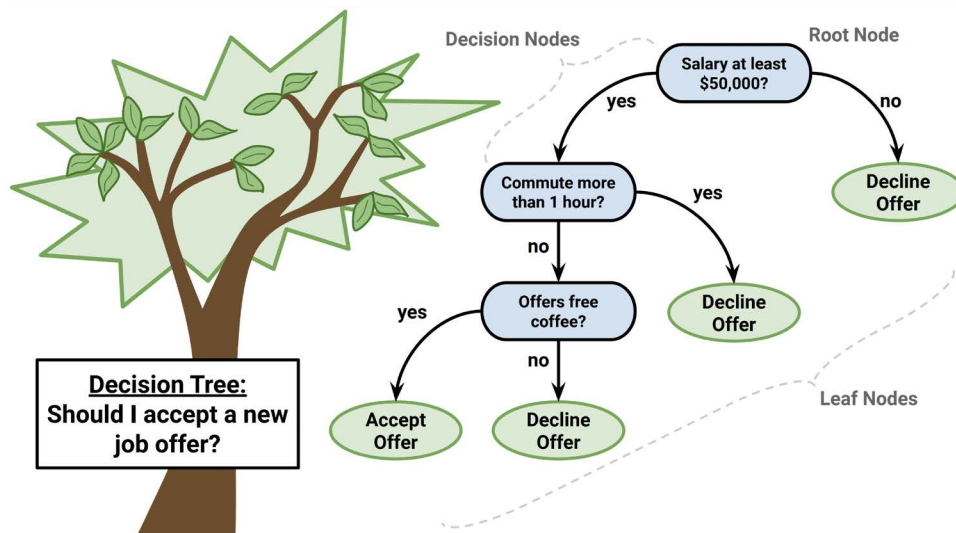 Decision Nodes
Root Node
Salary at least
$50,000?
yes
no
Commute more
than 1 hour?
yes
Decline
Offer
no
Offers free
coffee?
Decline
Offer
yes
no
Leaf Nodes
Accept
Offer
Decline
Offer
Decision Tree:
Should I accept a new
job offer?